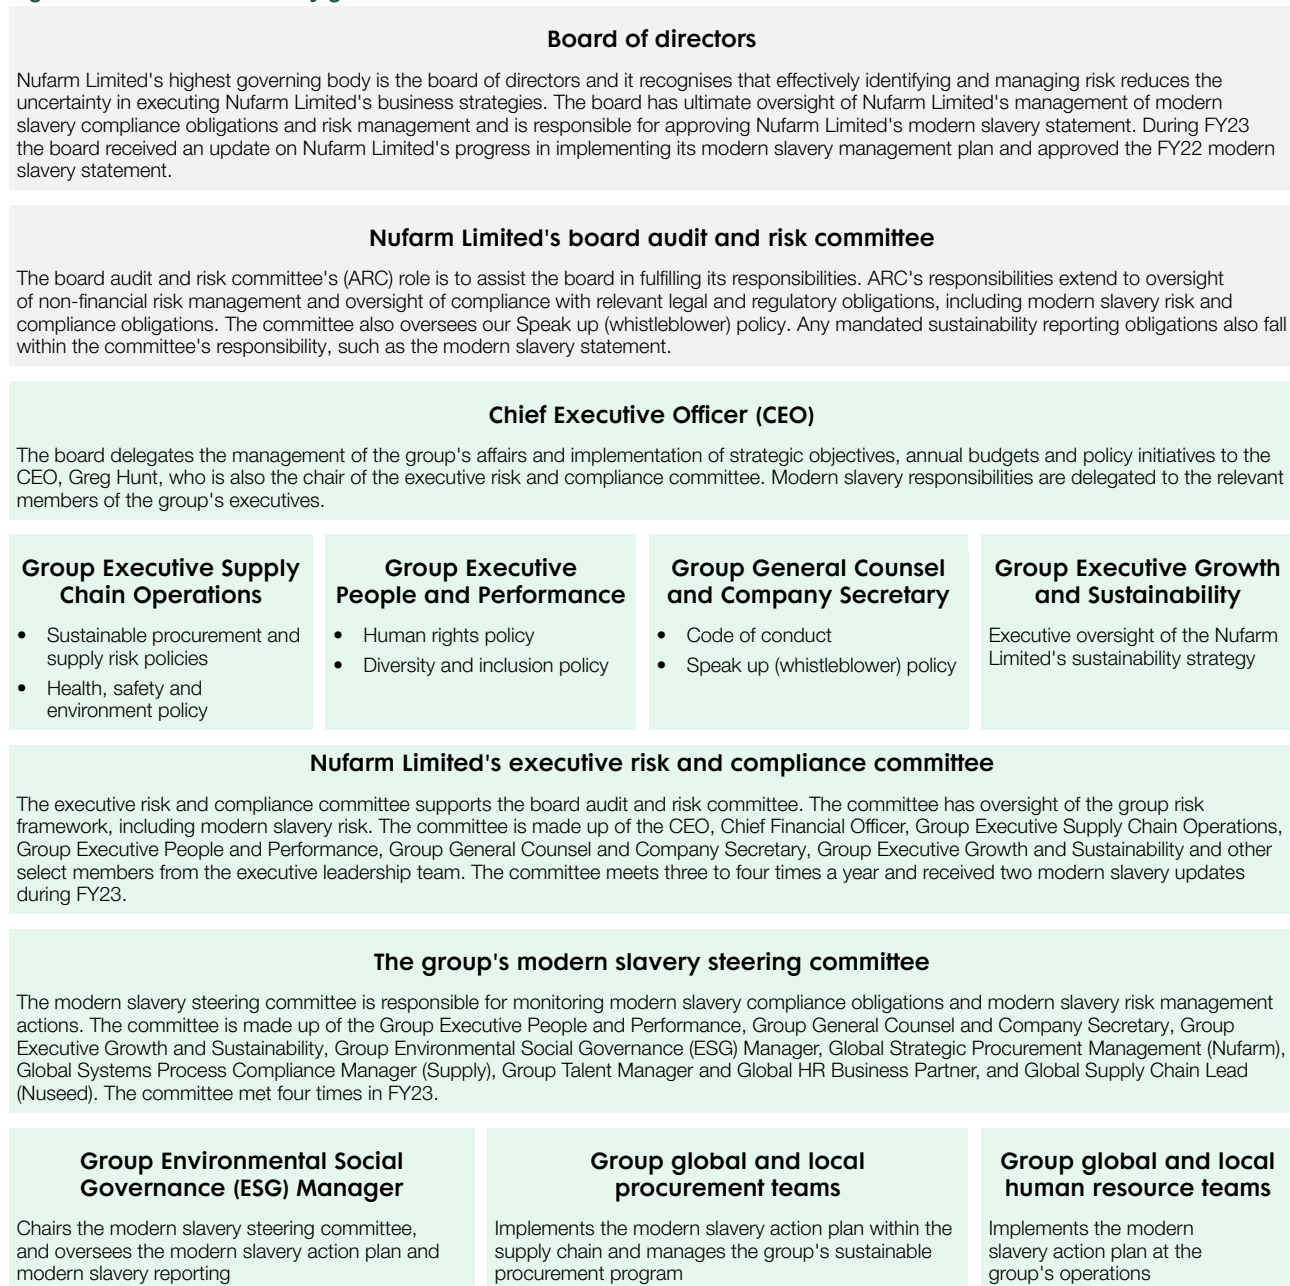 Board of directors
Nufarm Limited's highest governing body is the board of directors and it recognises that effectively identifying and managing risk reduces the
uncertainty in executing Nufarm Limited's business strategies. The board has ultimate oversight of Nufarm Limited's management of modern
slavery compliance obligations and risk management and is responsible for approving Nufarm Limited's modern slavery statement. During FY23
the board received an update on Nufarm Limited's progress in implementing its modern slavery management plan and approved the FY22 modern
slavery statement.
Nufarm Limited's board audit and risk committee
The board audit and risk committee's (ARC) role is to assist the board in fulfilling its responsibilities. ARC's responsibilities extend to oversight
of non-financial risk management and oversight of compliance with relevant legal and regulatory obligations, including modern slavery risk and
compliance obligations. The committee also oversees our Speak up (whistleblower) policy. Any mandated sustainability reporting obligations also fall
within the committee's responsibility, such as the modern slavery statement.
Chief Executive Officer (CEO)
The board delegates the management of the group's affairs and implementation of strategic objectives, annual budgets and policy initiatives to the
CEO, Greg Hunt, who is also the chair of the executive risk and compliance committee. Modern slavery responsibilities are delegated to the relevant
members of the group's executives.
Group Executive Supply
Chain Operations
• Sustainable procurement and
supply risk policies
• Health, safety and
environment policy
Group Executive
People and Performance
• Human rights policy
• Diversity and inclusion policy
Group General Counsel
and Company Secretary
• Code of conduct
• Speak up (whistleblower) policy
Group Executive Growth
and Sustainability
Executive oversight of the Nufarm
Limited's sustainability strategy
Nufarm Limited's executive risk and compliance committee
The executive risk and compliance committee supports the board audit and risk committee. The committee has oversight of the group risk
framework, including modern slavery risk. The committee is made up of the CEO, Chief Financial Officer, Group Executive Supply Chain Operations,
Group Executive People and Performance, Group General Counsel and Company Secretary, Group Executive Growth and Sustainability and other
select members from the executive leadership team. The committee meets three to four times a year and received two modern slavery updates
during FY23.
The group's modern slavery steering committee
The modern slavery steering committee is responsible for monitoring modern slavery compliance obligations and modern slavery risk management
actions. The committee is made up of the Group Executive People and Performance, Group General Counsel and Company Secretary, Group
Executive Growth and Sustainability, Group Environmental Social Governance (ESG) Manager, Global Strategic Procurement Management (Nufarm),
Global Systems Process Compliance Manager (Supply), Group Talent Manager and Global HR Business Partner, and Global Supply Chain Lead
(Nuseed). The committee met four times in FY23.
Group Environmental Social
Governance (ESG) Manager
Chairs the modern slavery steering committee,
and oversees the modern slavery action plan and
modern slavery reporting
Group global and local
procurement teams
Implements the modern slavery action plan within the
supply chain and manages the group's sustainable
procurement program
Group global and local
human resource teams
Implements the modern
slavery action plan at the
group's operations